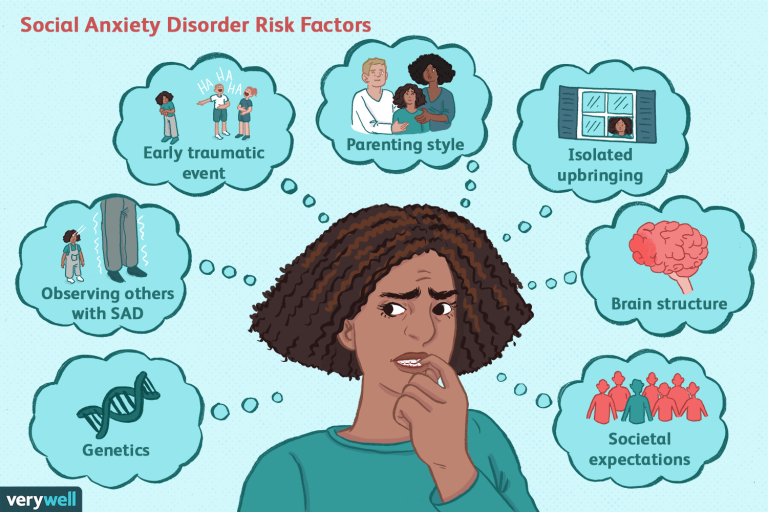 Social Anxiety Disorder Risk Factors
HA HA HA
Early traumatic
event
Parenting style
Isolated
upbringing
Observing others
with SAD
Brain structure
Genetics
Societal
expectations
verywell